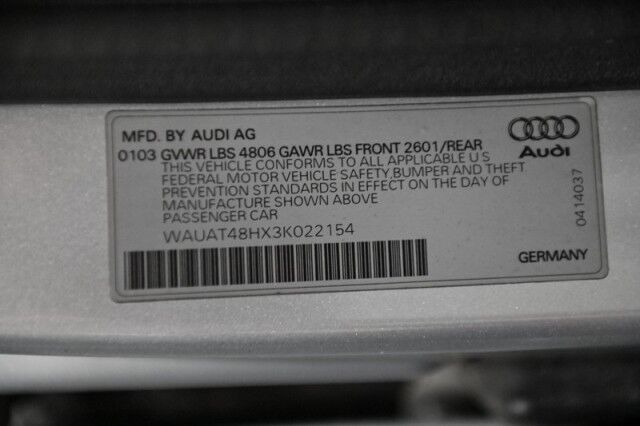 MFD. BY AUDI AG
0103 GVWR LBS 4806 GAWR LBS FRONT 2601/REAR
THIS VEHICLE CONFORMS TO ALL APPLICABLE U S
FEDERAL MOTOR VEHICLE SAFETY,BUMPER AND THEFT
PREVENTION STANDARDS IN EFFECT ON THE DAY OF
MANUFACTURE SHOWN ABOVE
PASSENGER CAR
WAUAT48HX3K022154
Audi
0414037
GERMANY